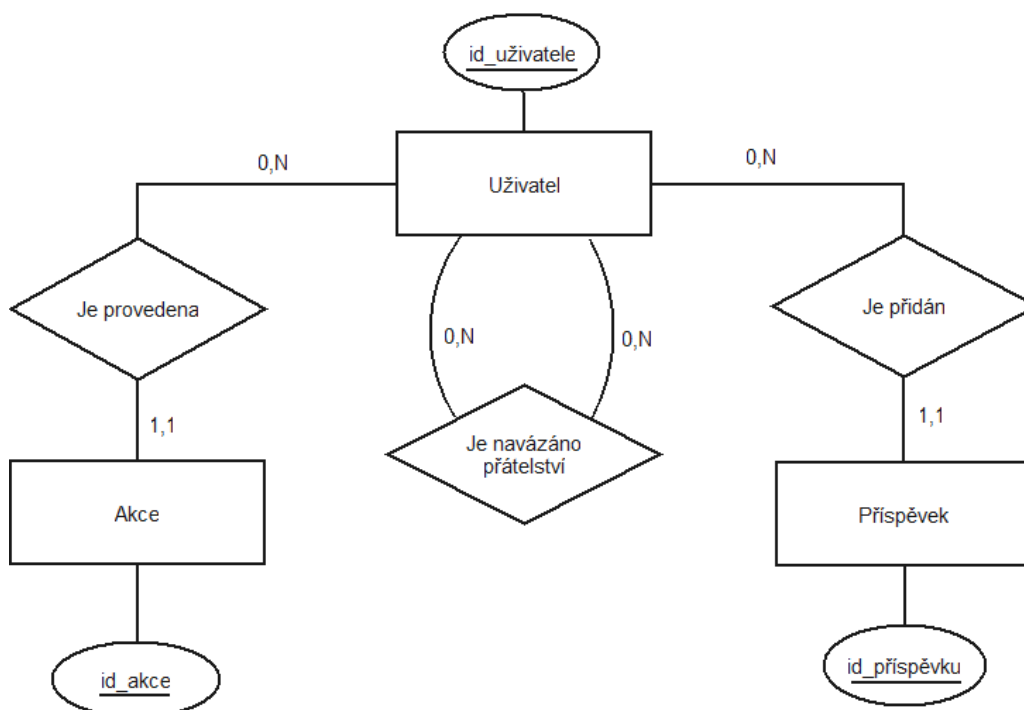 id_uživatele
0,N
0,N
Uživatel
Je provedena
Je přidán
0,N
0,N
1,1
1,1
Je navázáno
přátelství
Akce
Příspěvek
id_akce
id_příspěvku